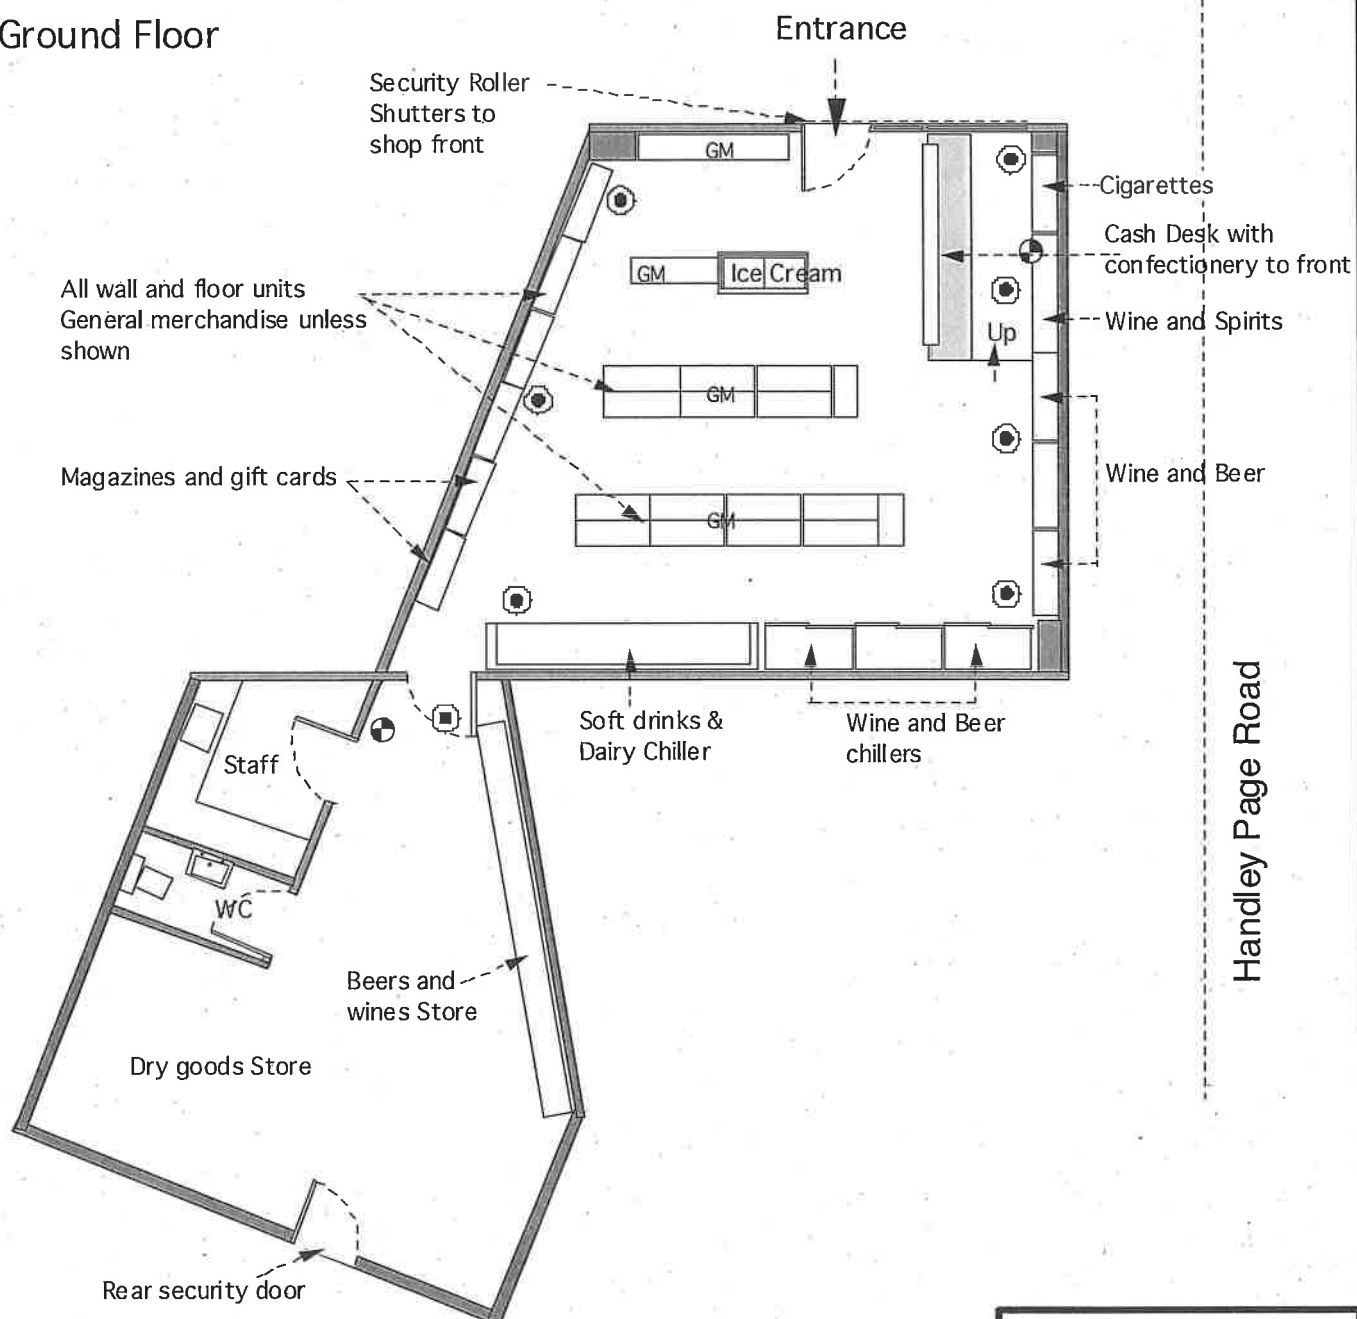 Ground Floor
Entrance
Security Roller
Shutters to
shop front
GM
Cigarettes
Cash Desk with
confectionery to front
GM
Ice Cream
All wall and floor units
General merchandise unless
shown
Wine and Spirits
Up
GM
Magazines and gift cards
Wine and Beer
GM
Soft drinks &
Dairy Chiller
Wine and Beer
chillers
Staff
WC
Handley Page Road
Beers and
wines Store
Dry goods Store
Rear security door